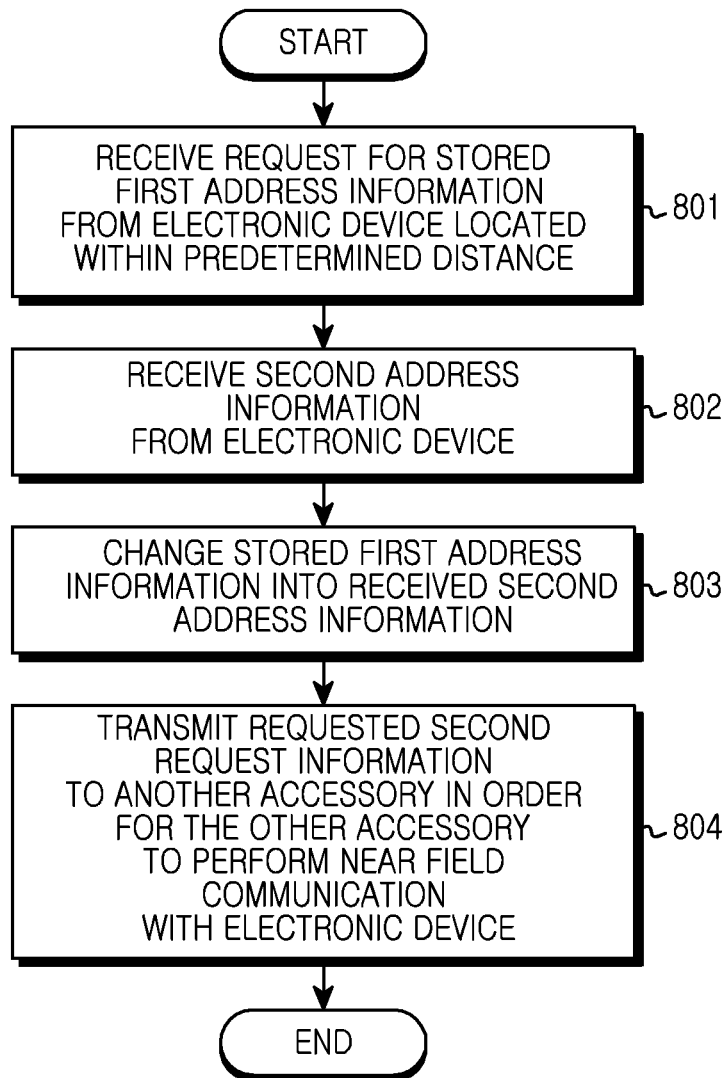 START
RECEIVE REQUEST FOR STORED
FIRST ADDRESS INFORMATION
FROM ELECTRONIC DEVICE LOCATED
WITHIN PREDETERMINED DISTANCE
801
RECEIVE SECOND ADDRESS
INFORMATION
FROM ELECTRONIC DEVICE
802
CHANGE STORED FIRST ADDRESS
INFORMATION INTO RECEIVED SECOND
ADDRESS INFORMATION
803
TRANSMIT REQUESTED SECOND
REQUEST INFORMATION
TO ANOTHER ACCESSORY IN ORDER
FOR THE OTHER ACCESSORY
TO PERFORM NEAR FIELD
COMMUNICATION
WITH ELECTRONIC DEVICE
804
END